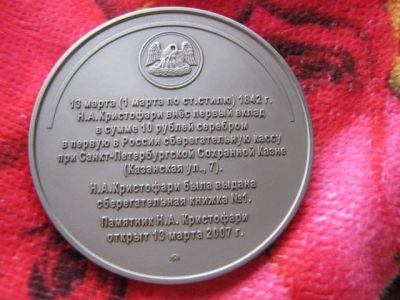 13 марта (1 марта по ст.стилю) 1842 г.
Н.А.Кристофари внёс первый вклад
в сумме 10 рублей серебром
в первую в России сберегательную кассу
при Санкт-Петербургской Сохранной Казне
(Казанская ул., 7).
Н.А.Кристофари была выдана
сберегательная книжка №1.
Памятник Н.А. Кристофари
открыт 13 марта 2007 г.